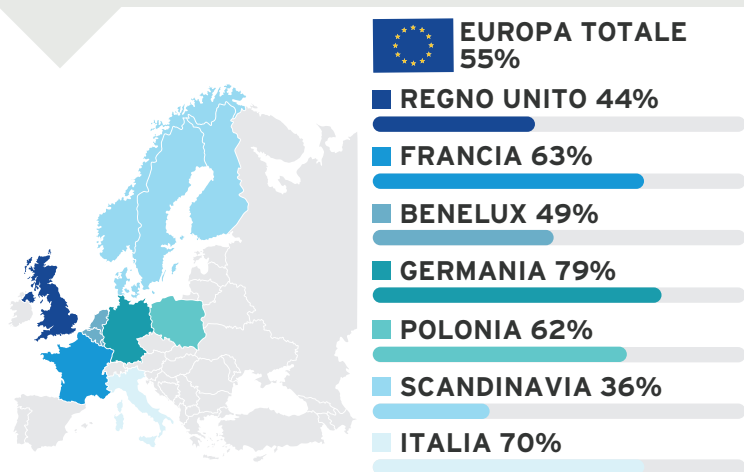 EUROPA TOTALE
55%
REGNO UNITO 44%
FRANCIA 63%
BENELUX 49%
GERMANIA 79%
POLONIA 62%
SCANDINAVIA 36%
ITALIA 70%